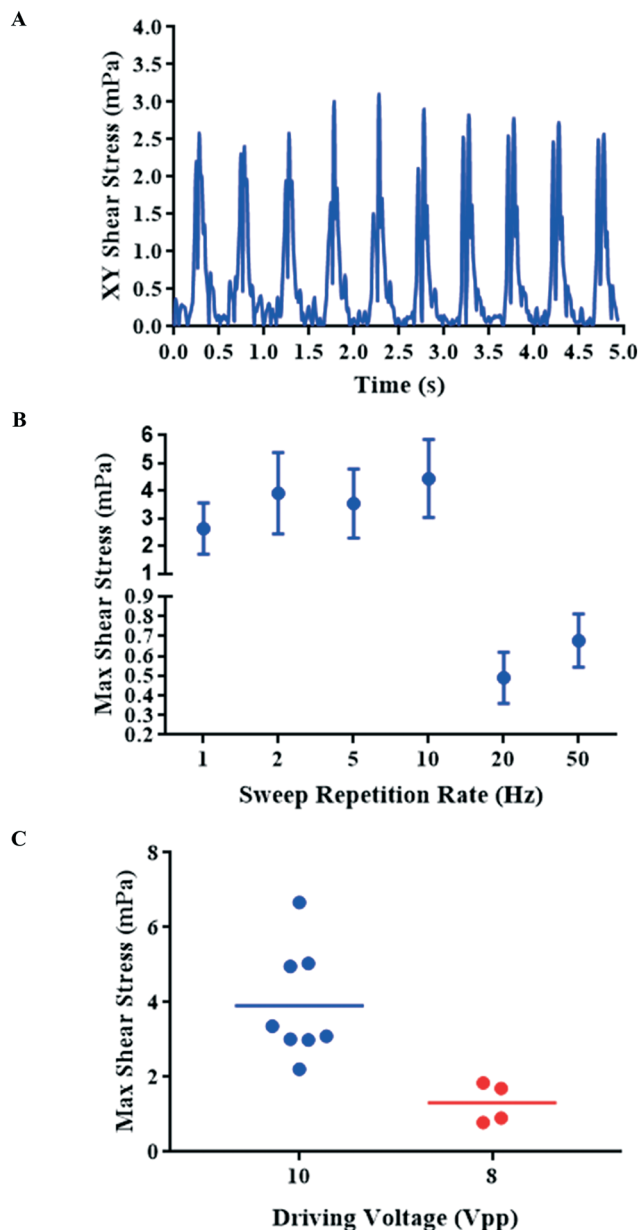 A
XY Shear Stress (mPa)
4.0
3.5
3.0
2.5
2.0
1.5
1.0
0.5
0.0
0.0 0.5 1.0 1.5 2.0 2.5 3.0 3.5 4.0 4.5 5.0
Time (s)
B
Max Shear Stress (mPa)
6
5
4
3
2
1
0.9
0.8
0.7
0.6
0.5
0.4
0.3
0.2
1 2 5 10 20 50
Sweep Repetition Rate (Hz)
C
Max Shear Stress (mPa)
8
6
4
2
0
10 8
Driving Voltage (Vpp)